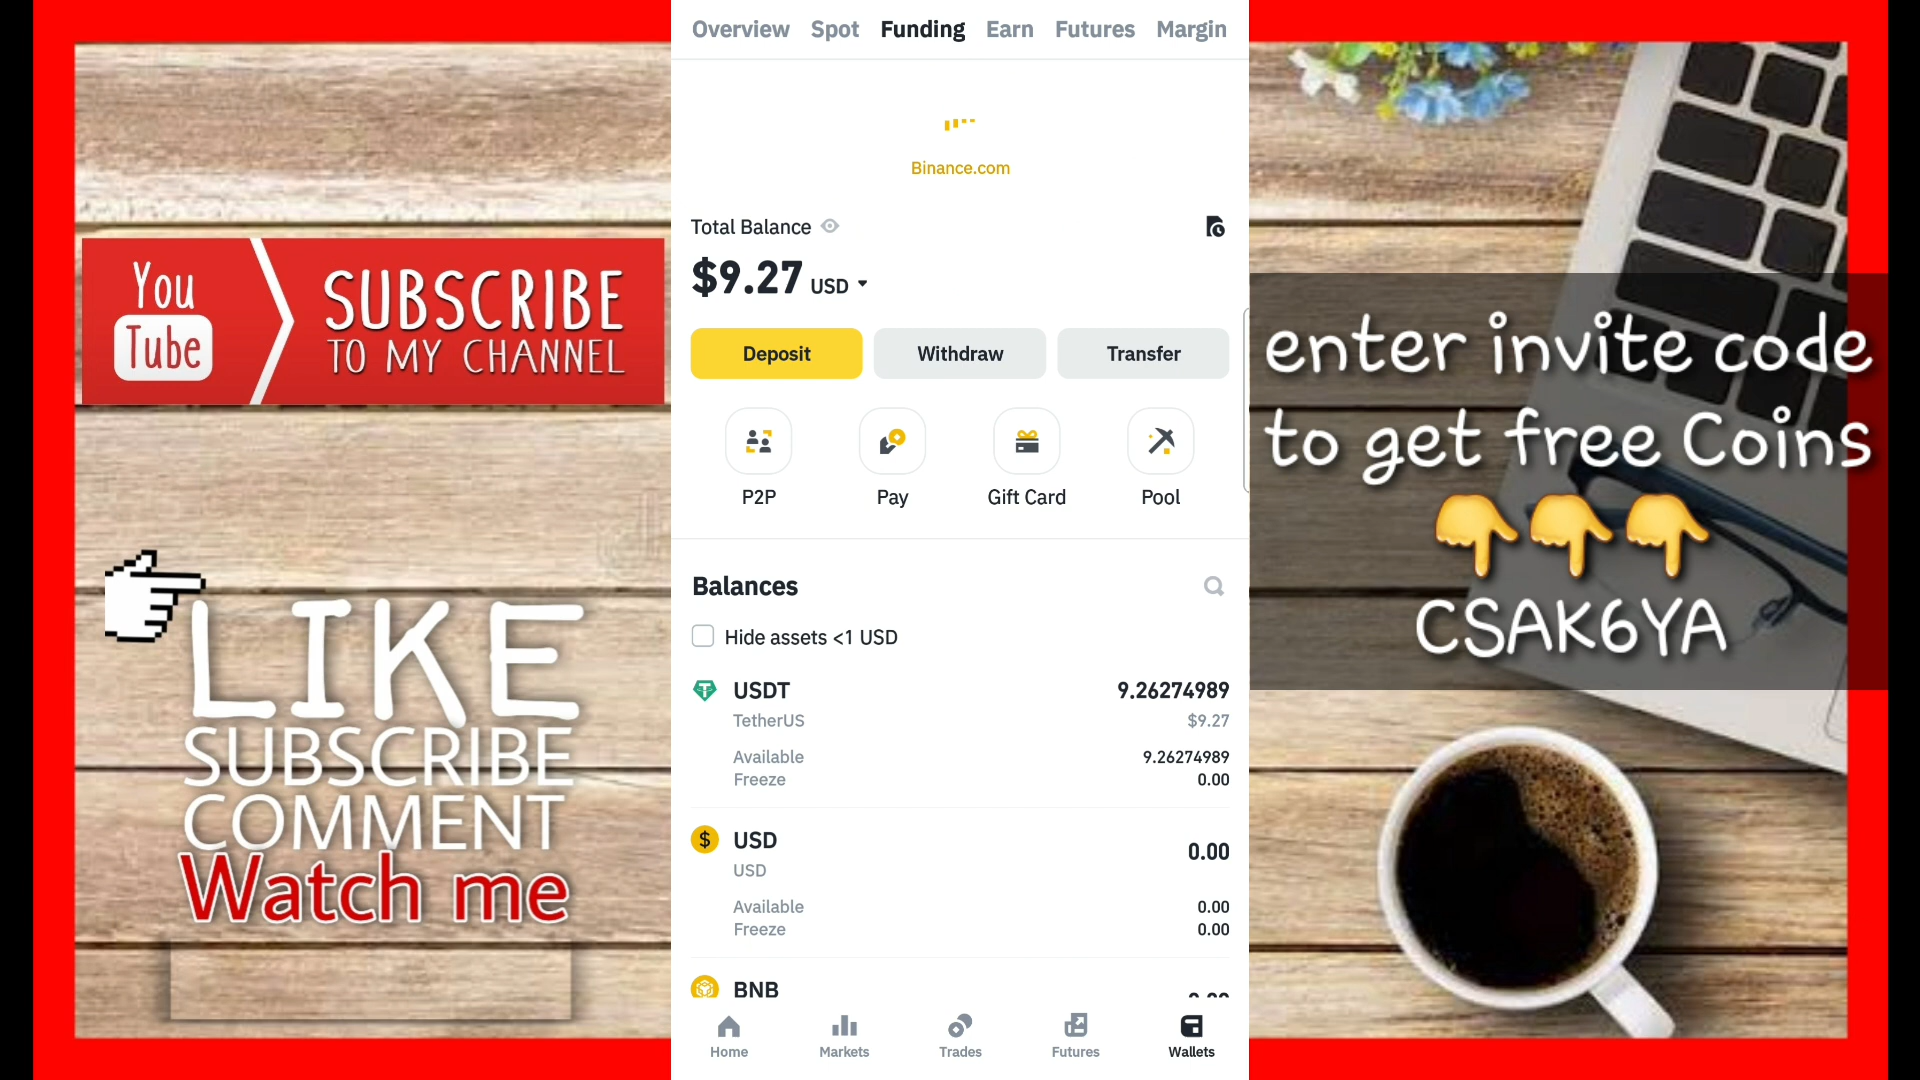 You
Tube
SUBSCRIBE
TO MY CHANNEL
LIKE
SUBSCRIBE
COMMENT
Watch me
Overview Spot Funding Earn Futures Margin
Binance.com
Total Balance
$9.27 USD
Deposit Withdraw Transfer
P2P Pay Gift Card Pool
Balances
Hide assets <1 USD
USDT 9.26274989
TetherUS $9.27
Available 9.26274989
Freeze 0.00
USD 0.00
USD
Available 0.00
Freeze 0.00
BNB
Home Markets Trades Futures Wallets
enter invite code
to get free Coins
👇👇👇
CSAK6YA